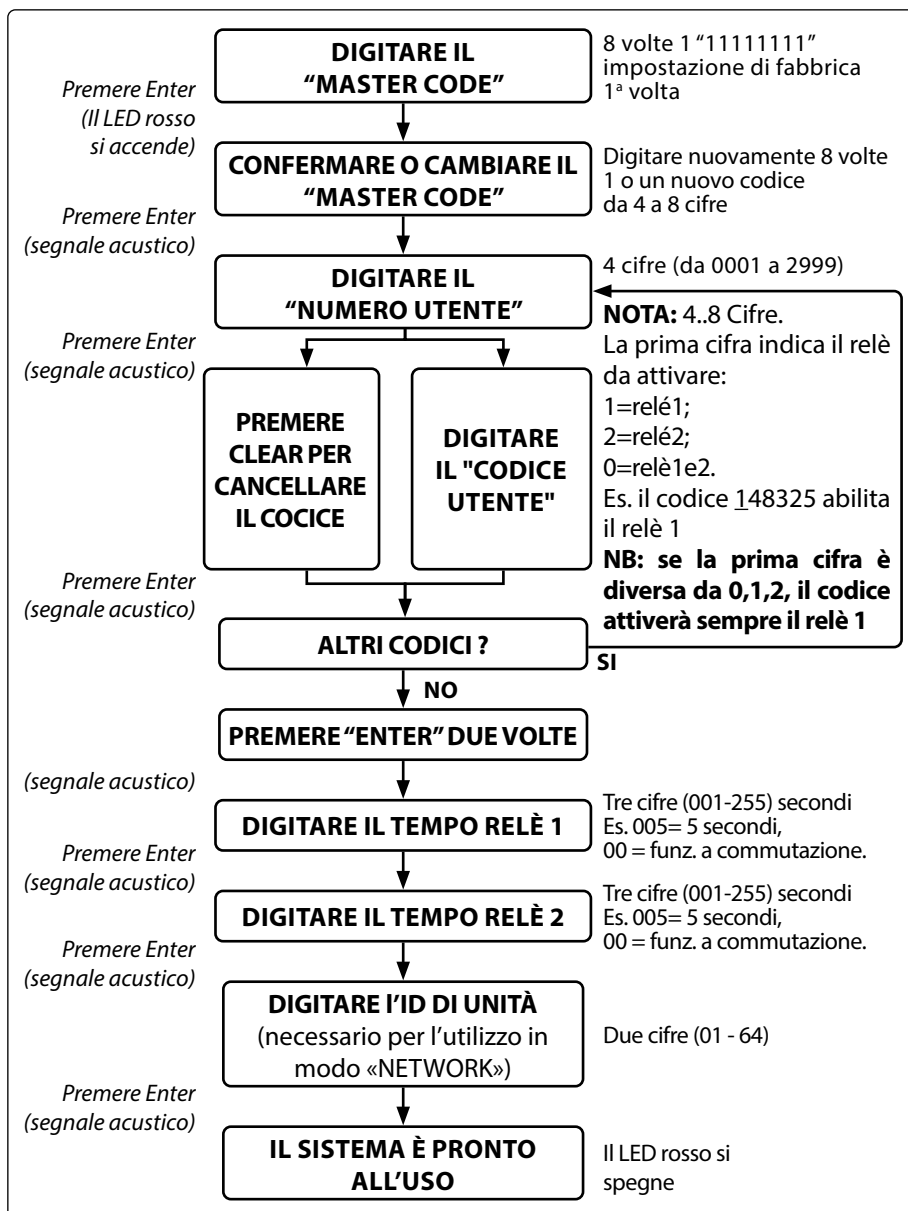 DIGITARE IL
“MASTER CODE”
8 volte 1 “11111111”
impostazione di fabbrica
1ª volta
Premere Enter
(Il LED rosso
si accende)
CONFERMARE O CAMBIARE IL
“MASTER CODE”
Digitare nuovamente 8 volte
1 o un nuovo codice
da 4 a 8 cifre
Premere Enter
(segnale acustico)
DIGITARE IL
“NUMERO UTENTE”
4 cifre (da 0001 a 2999)
Premere Enter
(segnale acustico)
PREMERE
CLEAR PER
CANCELLARE
IL COCICE
DIGITARE
IL "CODICE
UTENTE"
NOTA: 4..8 Cifre.
La prima cifra indica il relè
da attivare:
1=relé1;
2=relé2;
0=relè1e2.
Es. il codice 148325 abilita
il relè 1
NB: se la prima cifra è
diversa da 0,1,2, il codice
attiverà sempre il relè 1
Premere Enter
(segnale acustico)
ALTRI CODICI ?
SI
NO
PREMERE “ENTER” DUE VOLTE
(segnale acustico)
DIGITARE IL TEMPO RELÈ 1
Tre cifre (001-255) secondi
Es. 005= 5 secondi,
00 = funz. a commutazione.
Premere Enter
(segnale acustico)
DIGITARE IL TEMPO RELÈ 2
Tre cifre (001-255) secondi
Es. 005= 5 secondi,
00 = funz. a commutazione.
Premere Enter
(segnale acustico)
DIGITARE l’ID DI UNITÀ
(necessario per l’utilizzo in
modo «NETWORK»)
Due cifre (01 - 64)
Premere Enter
(segnale acustico)
IL SISTEMA È PRONTO
ALL’USO
Il LED rosso si
spegne